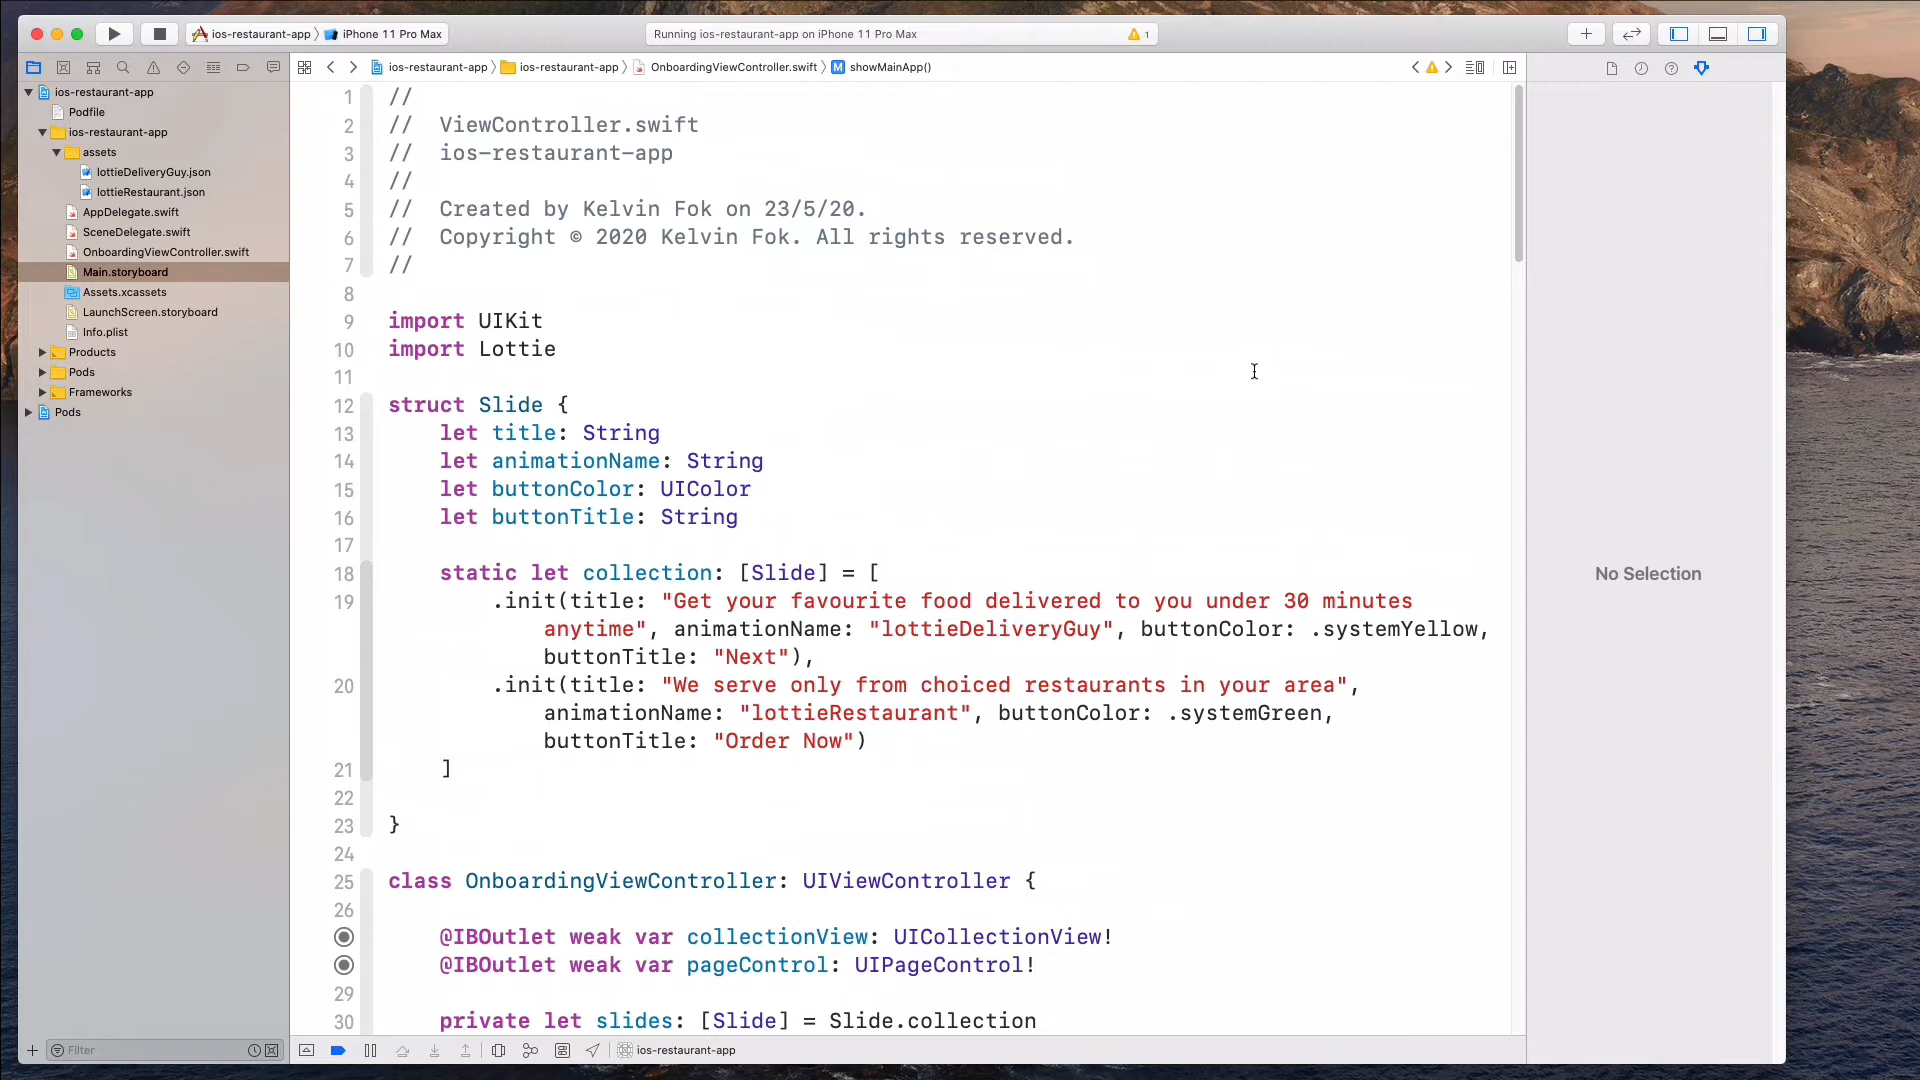 ios-restaurant-app iPhone 11 Pro Max
Running ios-restaurant-app on iPhone 11 Pro Max
1
ios-restaurant-app
Podfile
ios-restaurant-app
assets
lottieDeliveryGuy.json
lottieRestaurant.json
AppDelegate.swift
SceneDelegate.swift
OnboardingViewController.swift
Main.storyboard
Assets.xcassets
LaunchScreen.storyboard
Info.plist
Products
Pods
Frameworks
Pods
Filter
ios-restaurant-app ios-restaurant-app OnboardingViewController.swift M showMainApp()
1 //
2 // ViewController.swift
3 // ios-restaurant-app
4 //
5 // Created by Kelvin Fok on 23/5/20.
6 // Copyright © 2020 Kelvin Fok. All rights reserved.
7 //
8
9 import UIKit
10 import Lottie
11
12 struct Slide {
13 let title: String
14 let animationName: String
15 let buttonColor: UIColor
16 let buttonTitle: String
17
18 static let collection: [Slide] = [
19 .init(title: "Get your favourite food delivered to you under 30 minutes
anytime", animationName: "lottieDeliveryGuy", buttonColor: .systemYellow,
buttonTitle: "Next"),
20 .init(title: "We serve only from choiced restaurants in your area",
animationName: "lottieRestaurant", buttonColor: .systemGreen,
buttonTitle: "Order Now")
21 ]
22
23 }
24
25 class OnboardingViewController: UIViewController {
26
@IBOutlet weak var collectionView: UICollectionView!
@IBOutlet weak var pageControl: UIPageControl!
29
30 private let slides: [Slide] = Slide.collection
ios-restaurant-app
No Selection